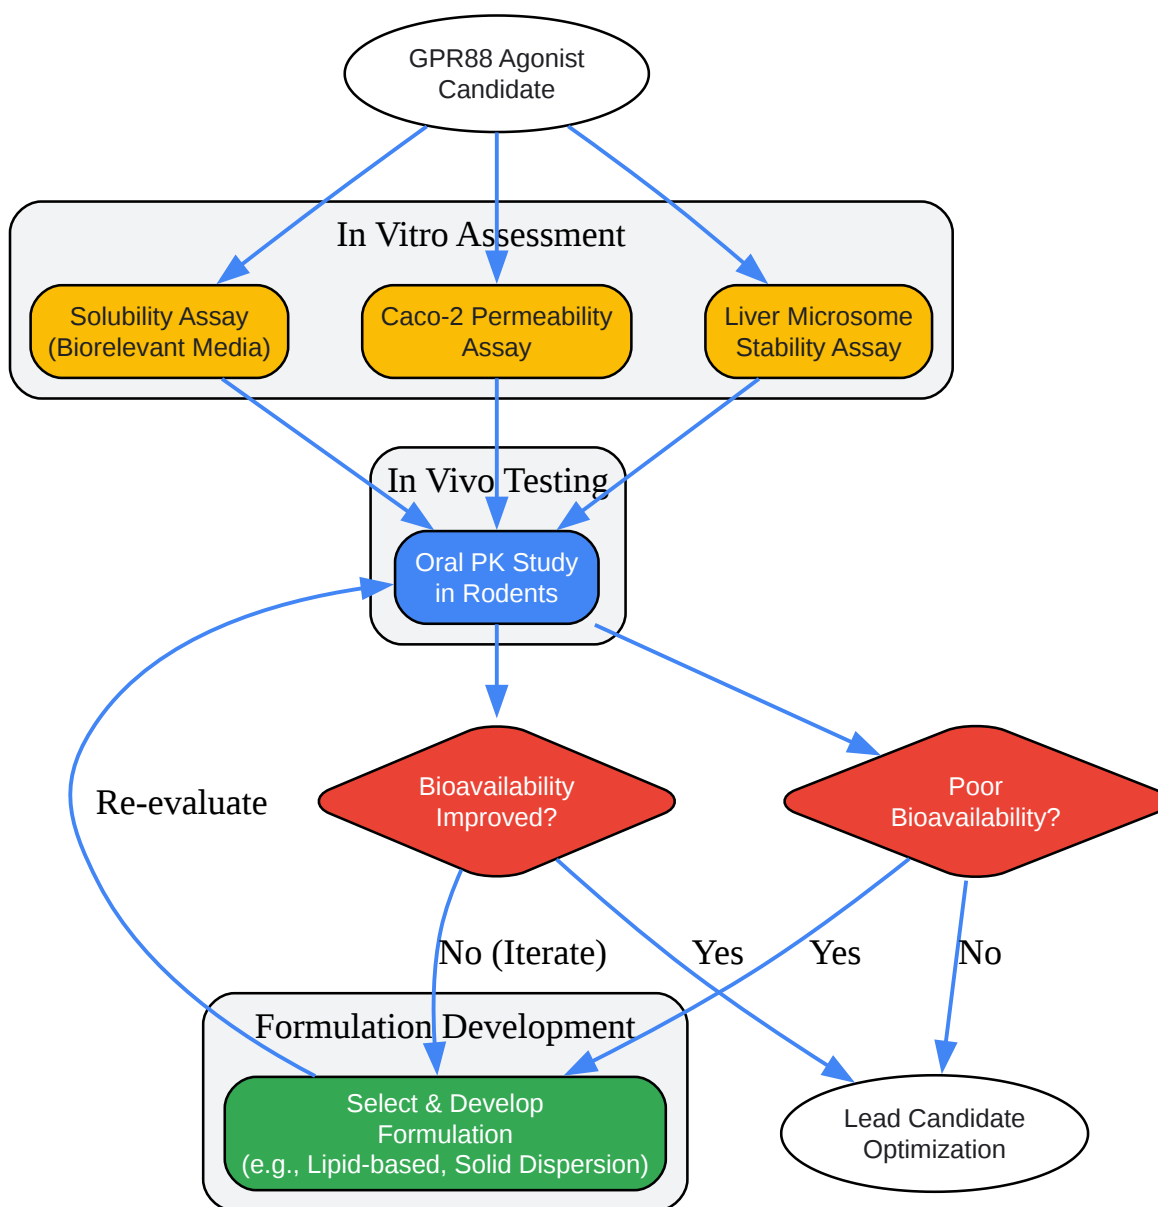 GPR88 Agonist
Candidate
In Vitro Assessment
Solubility Assay
(Biorelevant Media)
Caco-2 Permeability
Assay
Liver Microsome
Stability Assay
In Vivo Testing
Oral PK Study
in Rodents
Bioavailability
Improved?
Poor
Bioavailability?
Re-evaluate
No (Iterate)
Yes
Yes
No
Formulation Development
Select & Develop
Formulation
(e.g., Lipid-based, Solid Dispersion)
Lead Candidate
Optimization